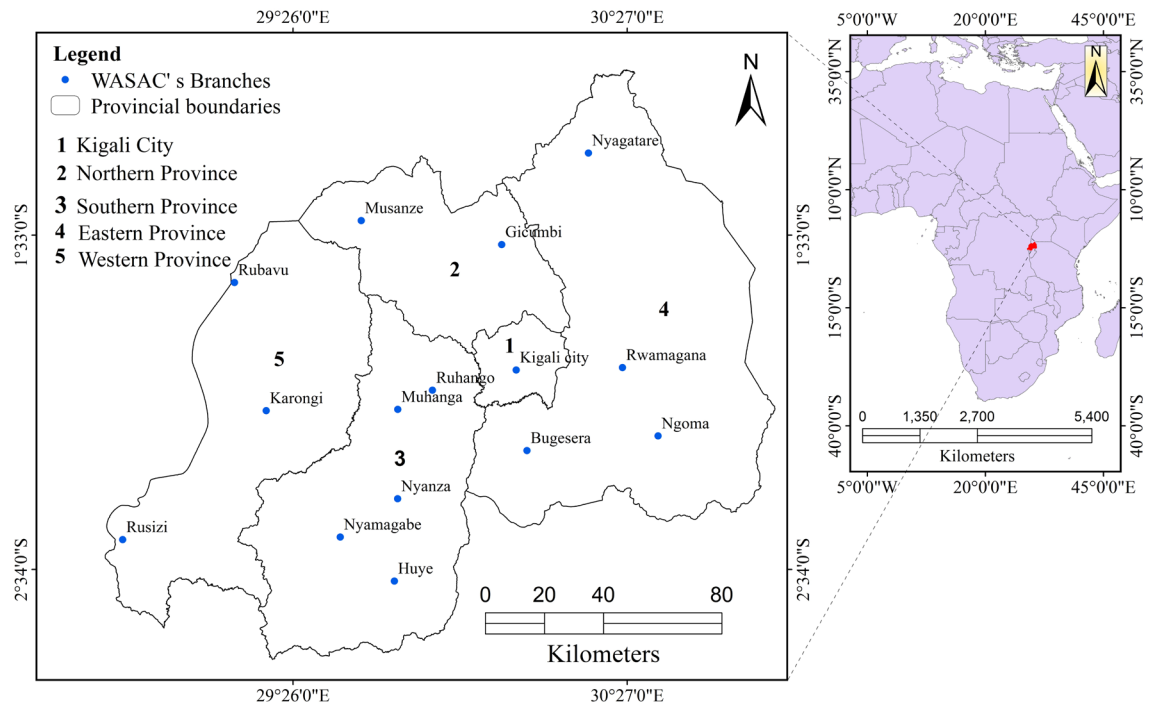 29°26'0"E
30°27'0"E
5°0'0"W
20°0'0"E
45°0'0"E
Legend
WASAC' s Branches
Provincial boundaries
1 Kigali City
2 Northern Province
3 Southern Province
4 Eastern Province
5 Western Province
N
N
Nyagatare
Musanze
Gicumbi
Rubavu
2
4
1
5
Kigali city
Rwamagana
Ruhango
Muhanga
Karongi
Ngoma
Bugesera
3
Nyanza
Nyamagabe
Rusizi
Huye
0 20 40 80
Kilometers
1°33'0"S
2°34'0"S
1°33'0"S
2°34'0"S
29°26'0"E
30°27'0"E
35°0'0"N
10°0'0"N
15°0'0"S
40°0'0"S
35°0'0"N
10°0'0"N
15°0'0"S
40°0'0"S
0 1,350 2,700 5,400
Kilometers
5°0'0"W
20°0'0"E
45°0'0"E